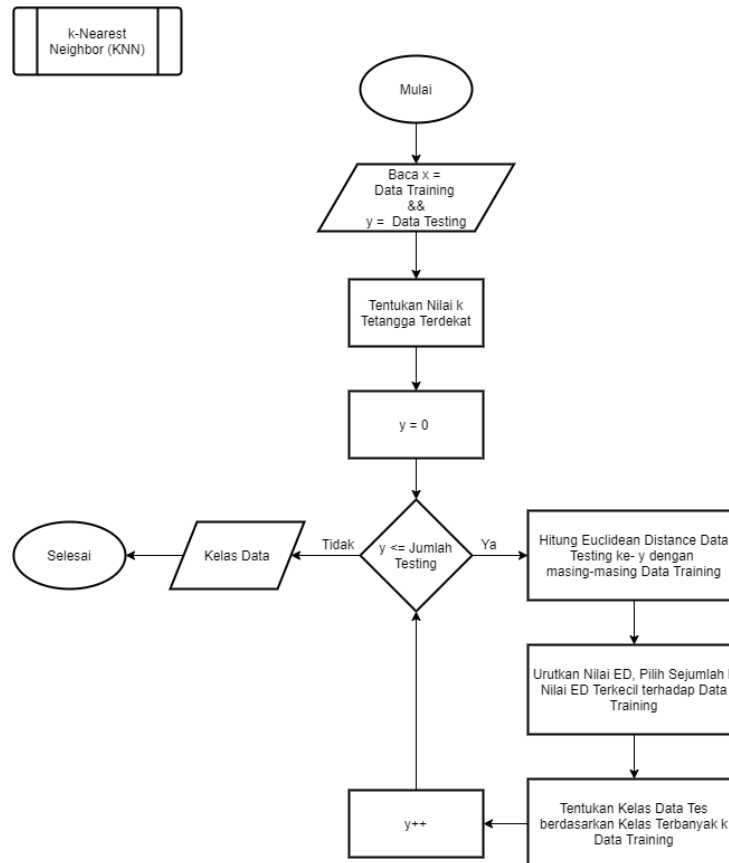 k-Nearest
Neighbor (KNN)
Mulai
Baca x =
Data Training
&&
y = Data Testing
Tentukan Nilai k
Tetangga Terdekat
y = 0
y <= Jumlah
Testing
Tidak
Ya
Kelas Data
Selesai
Hitung Euclidean Distance Data
Testing ke- y dengan
masing-masing Data Training
Urutkan Nilai ED, Pilih Sejumlah
Nilai ED Terkecil terhadap Data
Training
Tentukan Kelas Data Tes
berdasarkan Kelas Terbanyak k
Data Training
y++